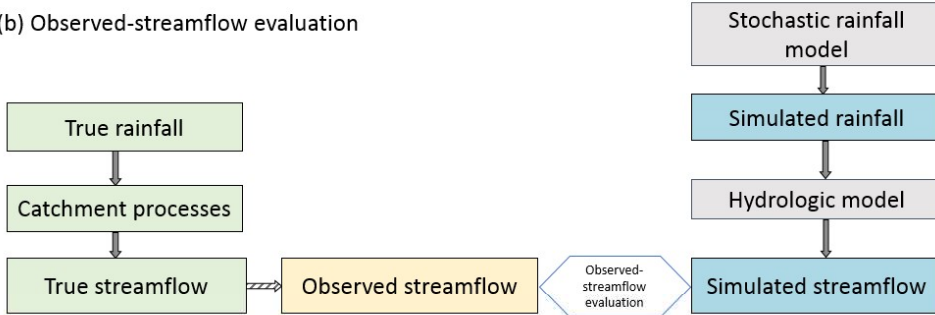 (b) Observed-streamflow evaluation
Stochastic rainfall
model
True rainfall
Simulated rainfall
Catchment processes
Hydrologic model
True streamflow
Observed streamflow
Observed-
streamflow
evaluation
Simulated streamflow